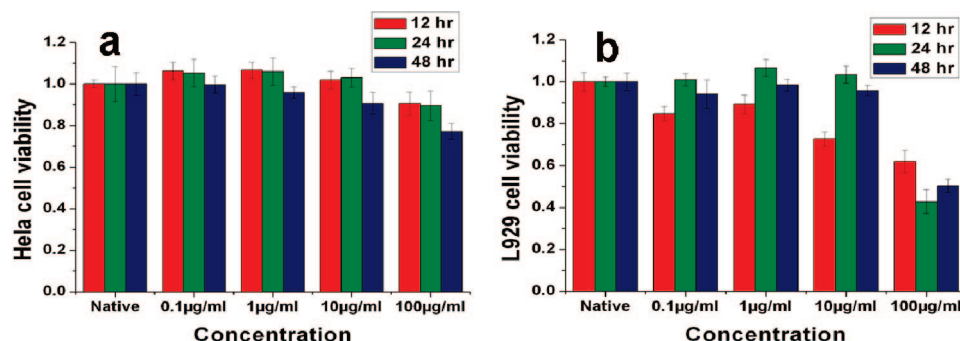 a
12 hr
24 hr
48 hr
Hela cell viability
1.2
1.0
0.8
0.6
0.4
0.2
0.0
Native 0.1µg/ml 1µg/ml 10µg/ml 100µg/ml
Concentration
b
12 hr
24 hr
48 hr
L929 cell viability
1.2
1.0
0.8
0.6
0.4
0.2
0.0
Native 0.1µg/ml 1µg/ml 10µg/ml 100µg/ml
Concentration